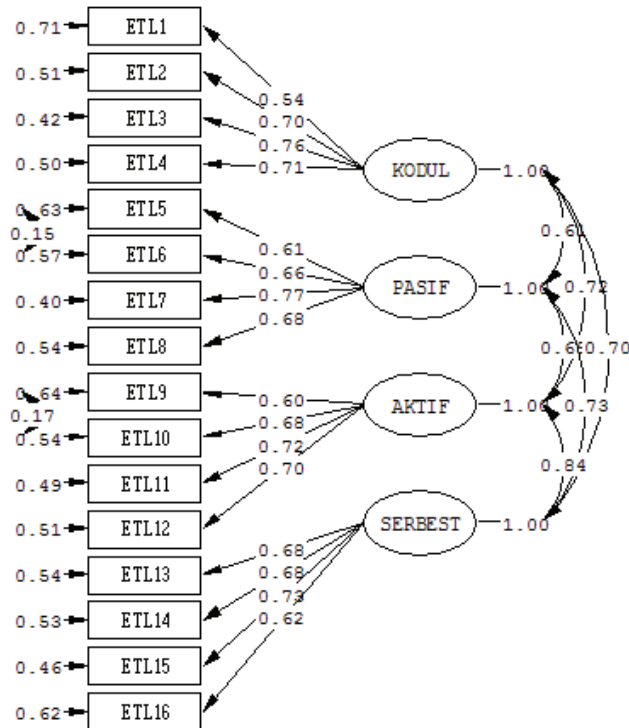 0.71 ETL1
0.51 ETL2
0.54
0.42 ETL3
0.70
0.76
0.50 ETL4
0.71
KODUL 1.00
0.63 ETL5
0.15
0.61
0.57 ETL6
0.61
0.66
0.40 ETL7
0.77
PASIF 1.00
0.72
0.68
0.54 ETL8
0.70
0.64 ETL9
0.17
0.60
AKTIF 1.00
0.73
0.68
0.54 ETL10
0.72
0.49 ETL11
0.70
0.84
0.51 ETL12
SERBEST 1.00
0.68
0.54 ETL13
0.68
0.73
0.53 ETL14
0.62
0.46 ETL15
0.62 ETL16